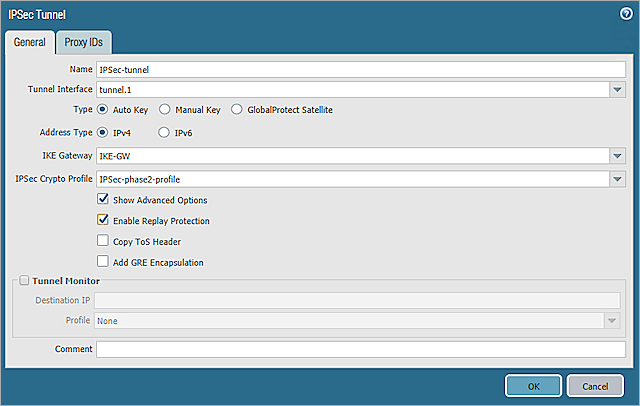 IPSec Tunnel
General Proxy IDs
Name IPSec-tunnel
Tunnel Interface tunnel.1
Type Auto Key Manual Key GlobalProtect Satellite
Address Type IPv4 IPv6
IKE Gateway IKE-GW
IPSec Crypto Profile IPSec-phase2-profile
Show Advanced Options
Enable Replay Protection
Copy ToS Header
Add GRE Encapsulation
Tunnel Monitor
Destination IP
Profile None
Comment
OK Cancel